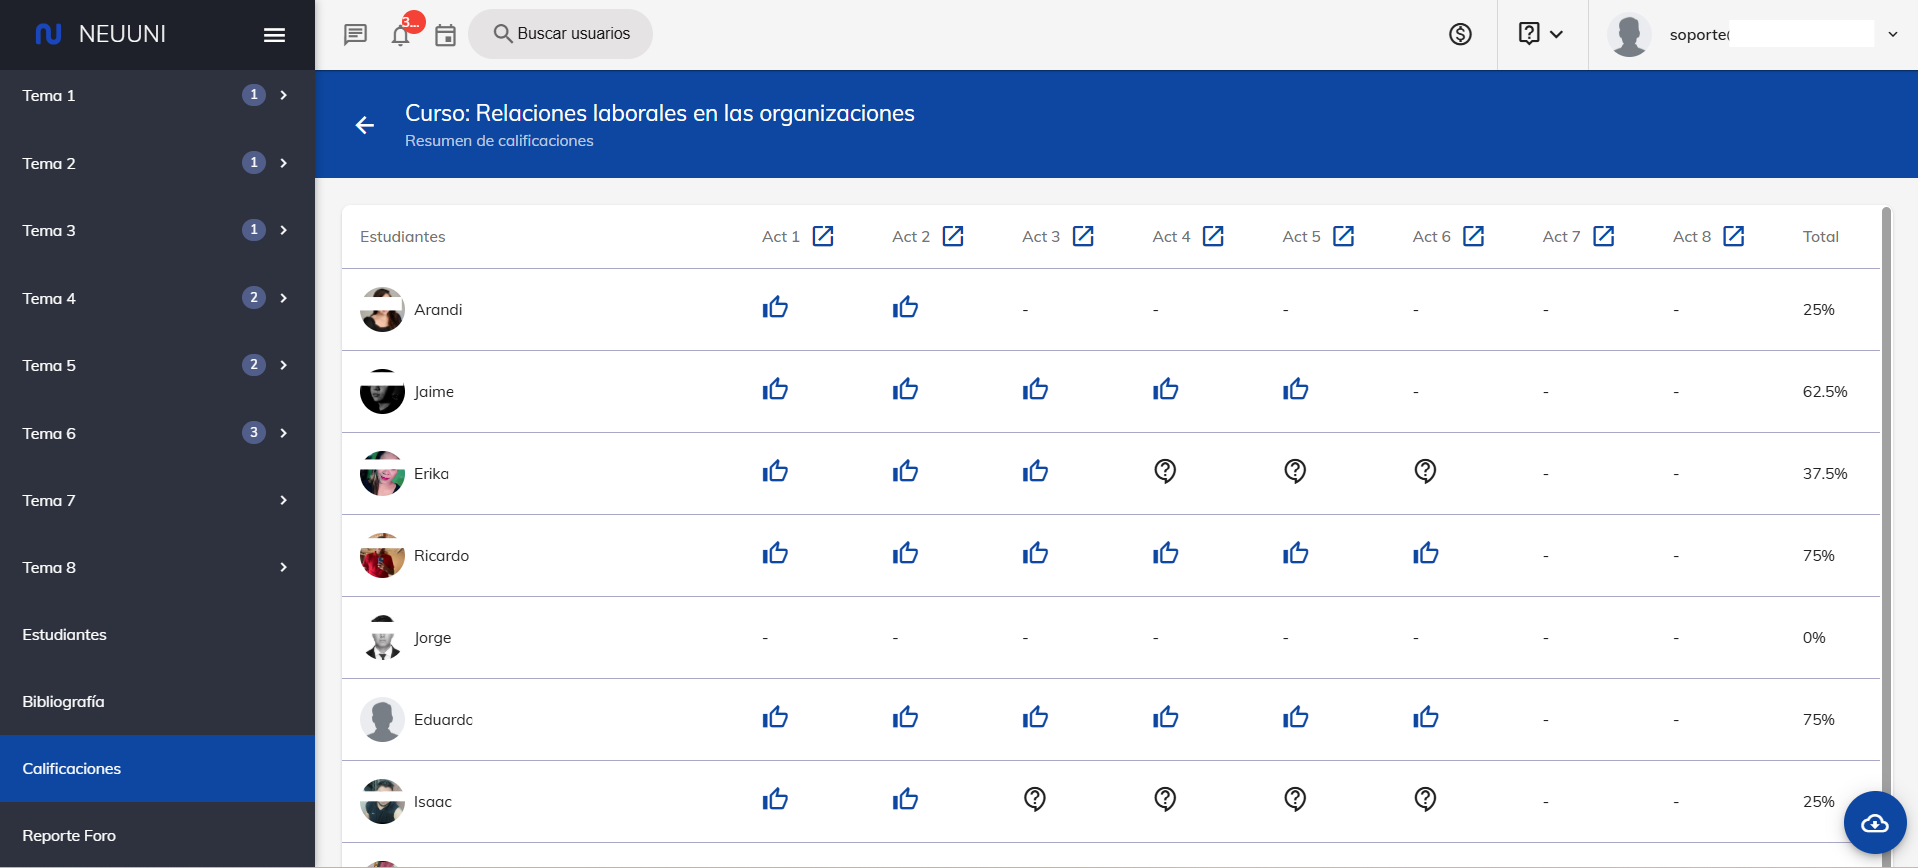 NEUUNI
3...
Buscar usuarios
soporte
Tema 1 1
Tema 2 1
Tema 3 1
Tema 4 2
Tema 5 2
Tema 6 3
Tema 7
Tema 8
Estudiantes
Bibliografía
Calificaciones
Reporte Foro
Curso: Relaciones laborales en las organizaciones
Resumen de calificaciones
Estudiantes Act 1 Act 2 Act 3 Act 4 Act 5 Act 6 Act 7 Act 8 Total
Arandi - - - - - - 25%
Jaime - - - 62.5%
Erika - - 37.5%
Ricardo - - 75%
Jorge - - - - - - - - 0%
Eduardo - - 75%
Isaac - - 25%